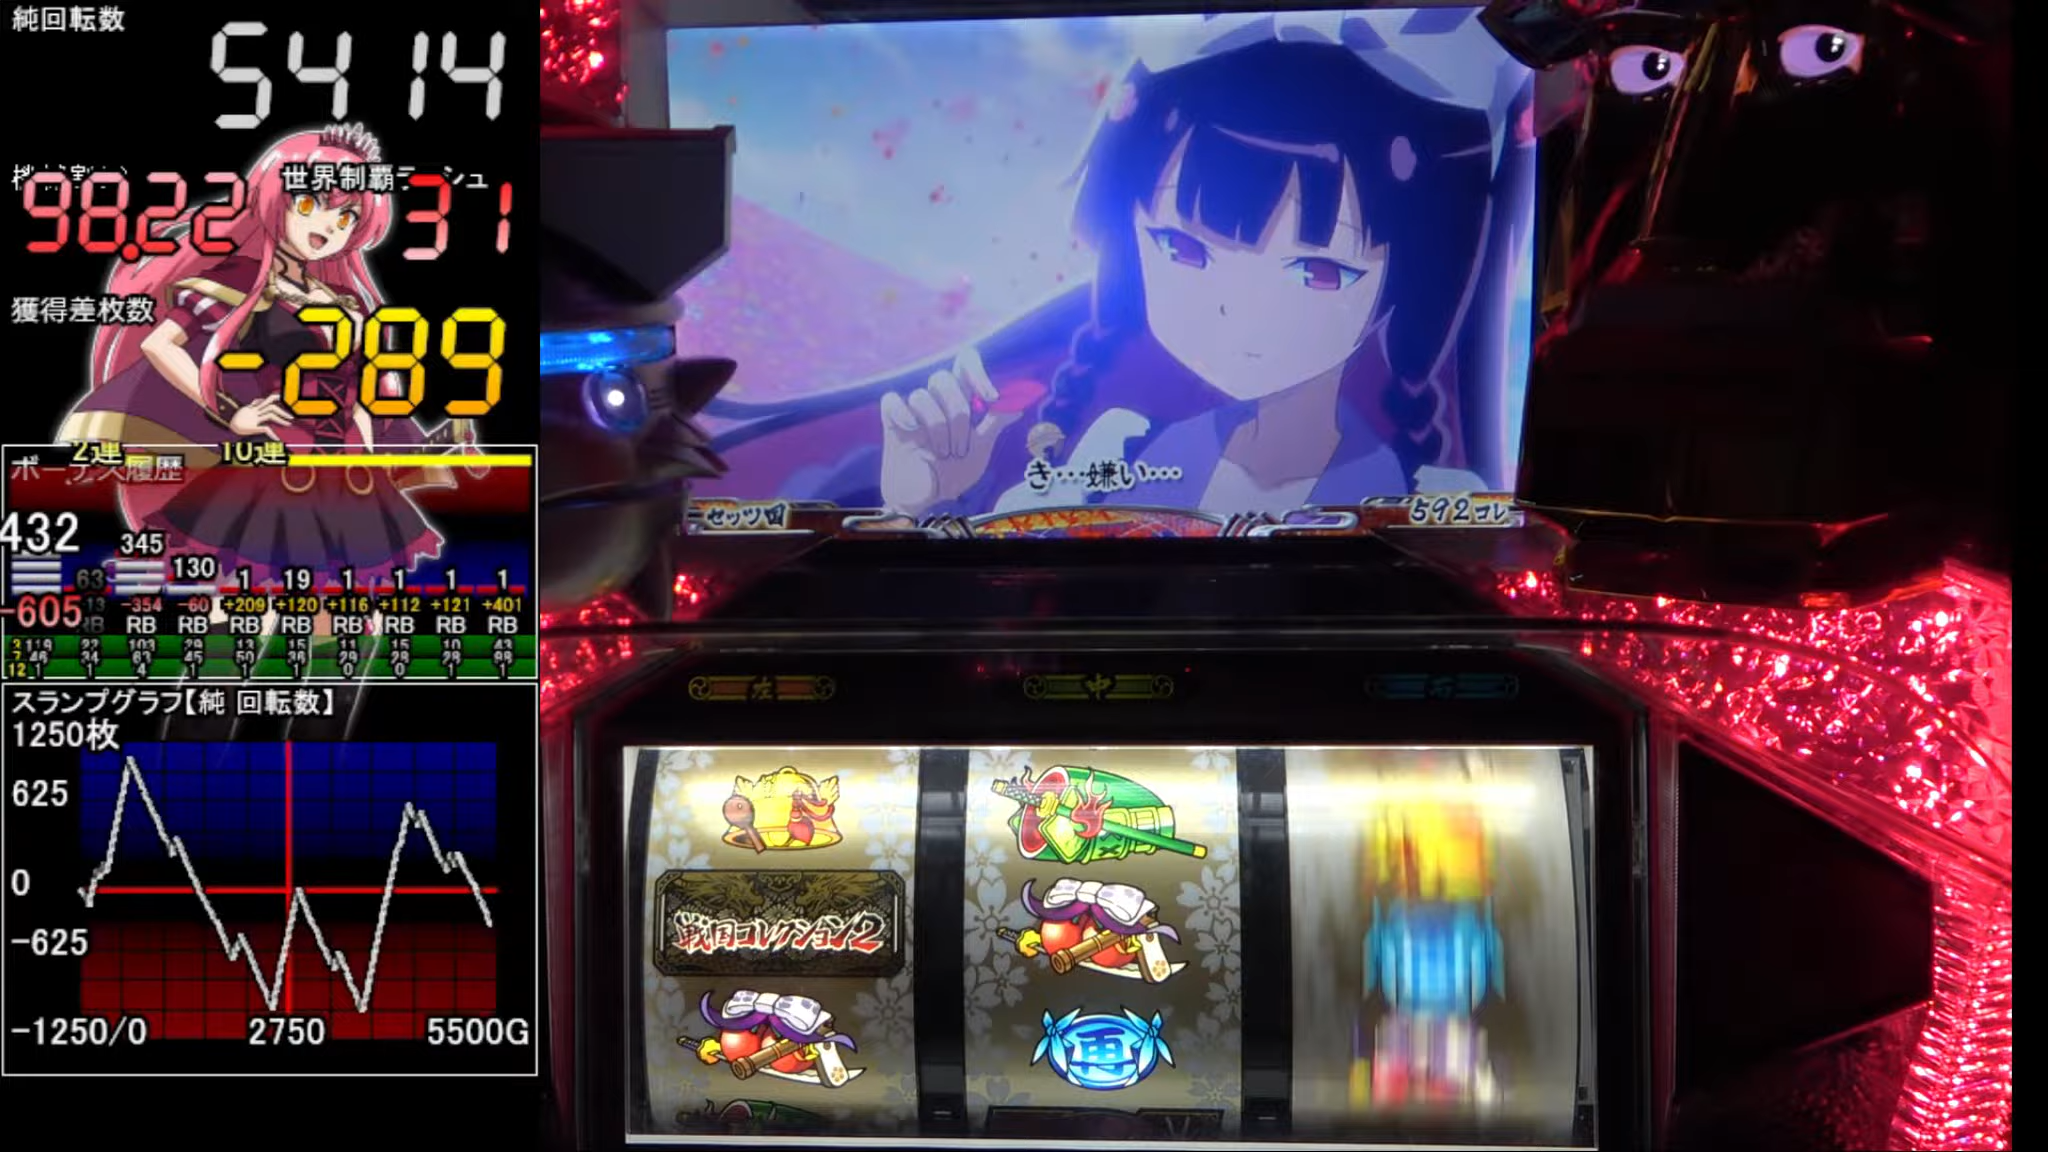 純回転数
5414
98.22
世界制覇ラッシュ
31
獲得差枚数
-289
2連
10連
ボーナス履歴
432
63
345
130
1
19
1
1
1
1
-605
13
-354
-60
+209
+120
+116
+112
+121
+401
RB
RB
RB
RB
RB
RB
RB
RB
RB
スランプグラフ【純 回転数】
1250枚
625
0
-625
-1250/0
2750
5500G
き…嫌い…
セッツ国
592コレ
左
中
右
戦国コレクション2
再